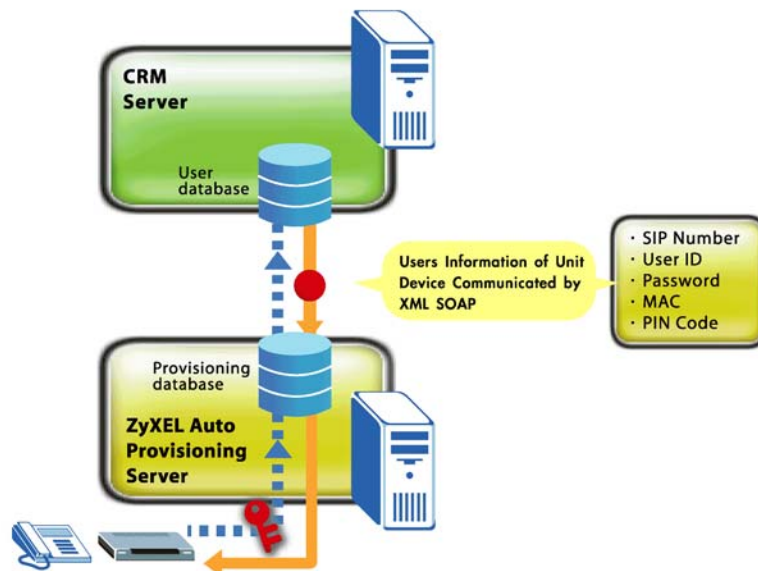 CRM
Server
User
database
Users Information of Unit
Device Communicated by
XML SOAP
· SIP Number
· User ID
· Password
· MAC
· PIN Code
Provisioning
database
ZyXEL Auto
Provisioning
Server